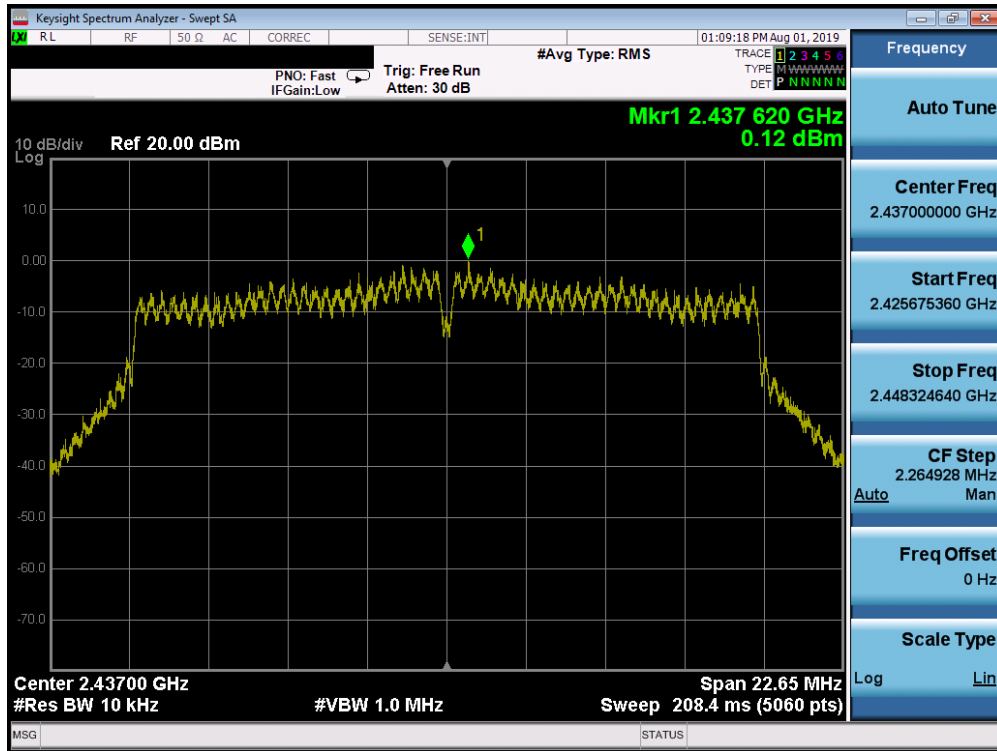 Keysight Spectrum Analyzer - Swept SA
LXI RL RF 50 Ω AC CORREC SENSE:INT 01:09:18 PM Aug 01, 2019
PNO: Fast
IFGain:Low
Trig: Free Run
Atten: 30 dB
#Avg Type: RMS
TRACE 1 2 3 4 5 6
TYPE M WWWWW
DET P N N N N N
Mkr1 2.437 620 GHz
0.12 dBm
10 dB/div Ref 20.00 dBm
Log
10.0
0.00
-10.0
-20.0
-30.0
-40.0
-50.0
-60.0
-70.0
1
Center 2.43700 GHz Span 22.65 MHz
#Res BW 10 kHz #VBW 1.0 MHz Sweep 208.4 ms (5060 pts)
MSG STATUS
Frequency
Auto Tune
Center Freq
2.437000000 GHz
Start Freq
2.425675360 GHz
Stop Freq
2.448324640 GHz
CF Step
2.264928 MHz
Auto Man
Freq Offset
0 Hz
Scale Type
Log Lin